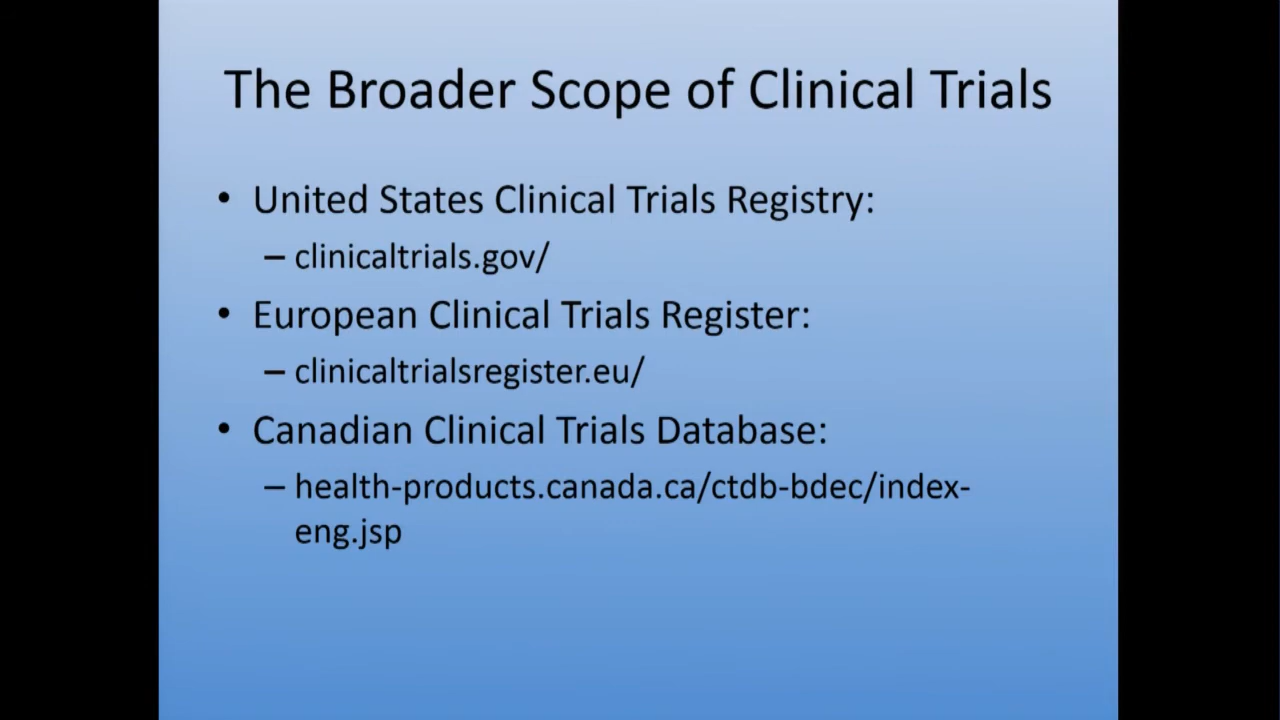 The Broader Scope of Clinical Trials
• United States Clinical Trials Registry:
– clinicaltrials.gov/
• European Clinical Trials Register:
– clinicaltrialsregister.eu/
• Canadian Clinical Trials Database:
– health-products.canada.ca/ctdb-bdec/index-
eng.jsp